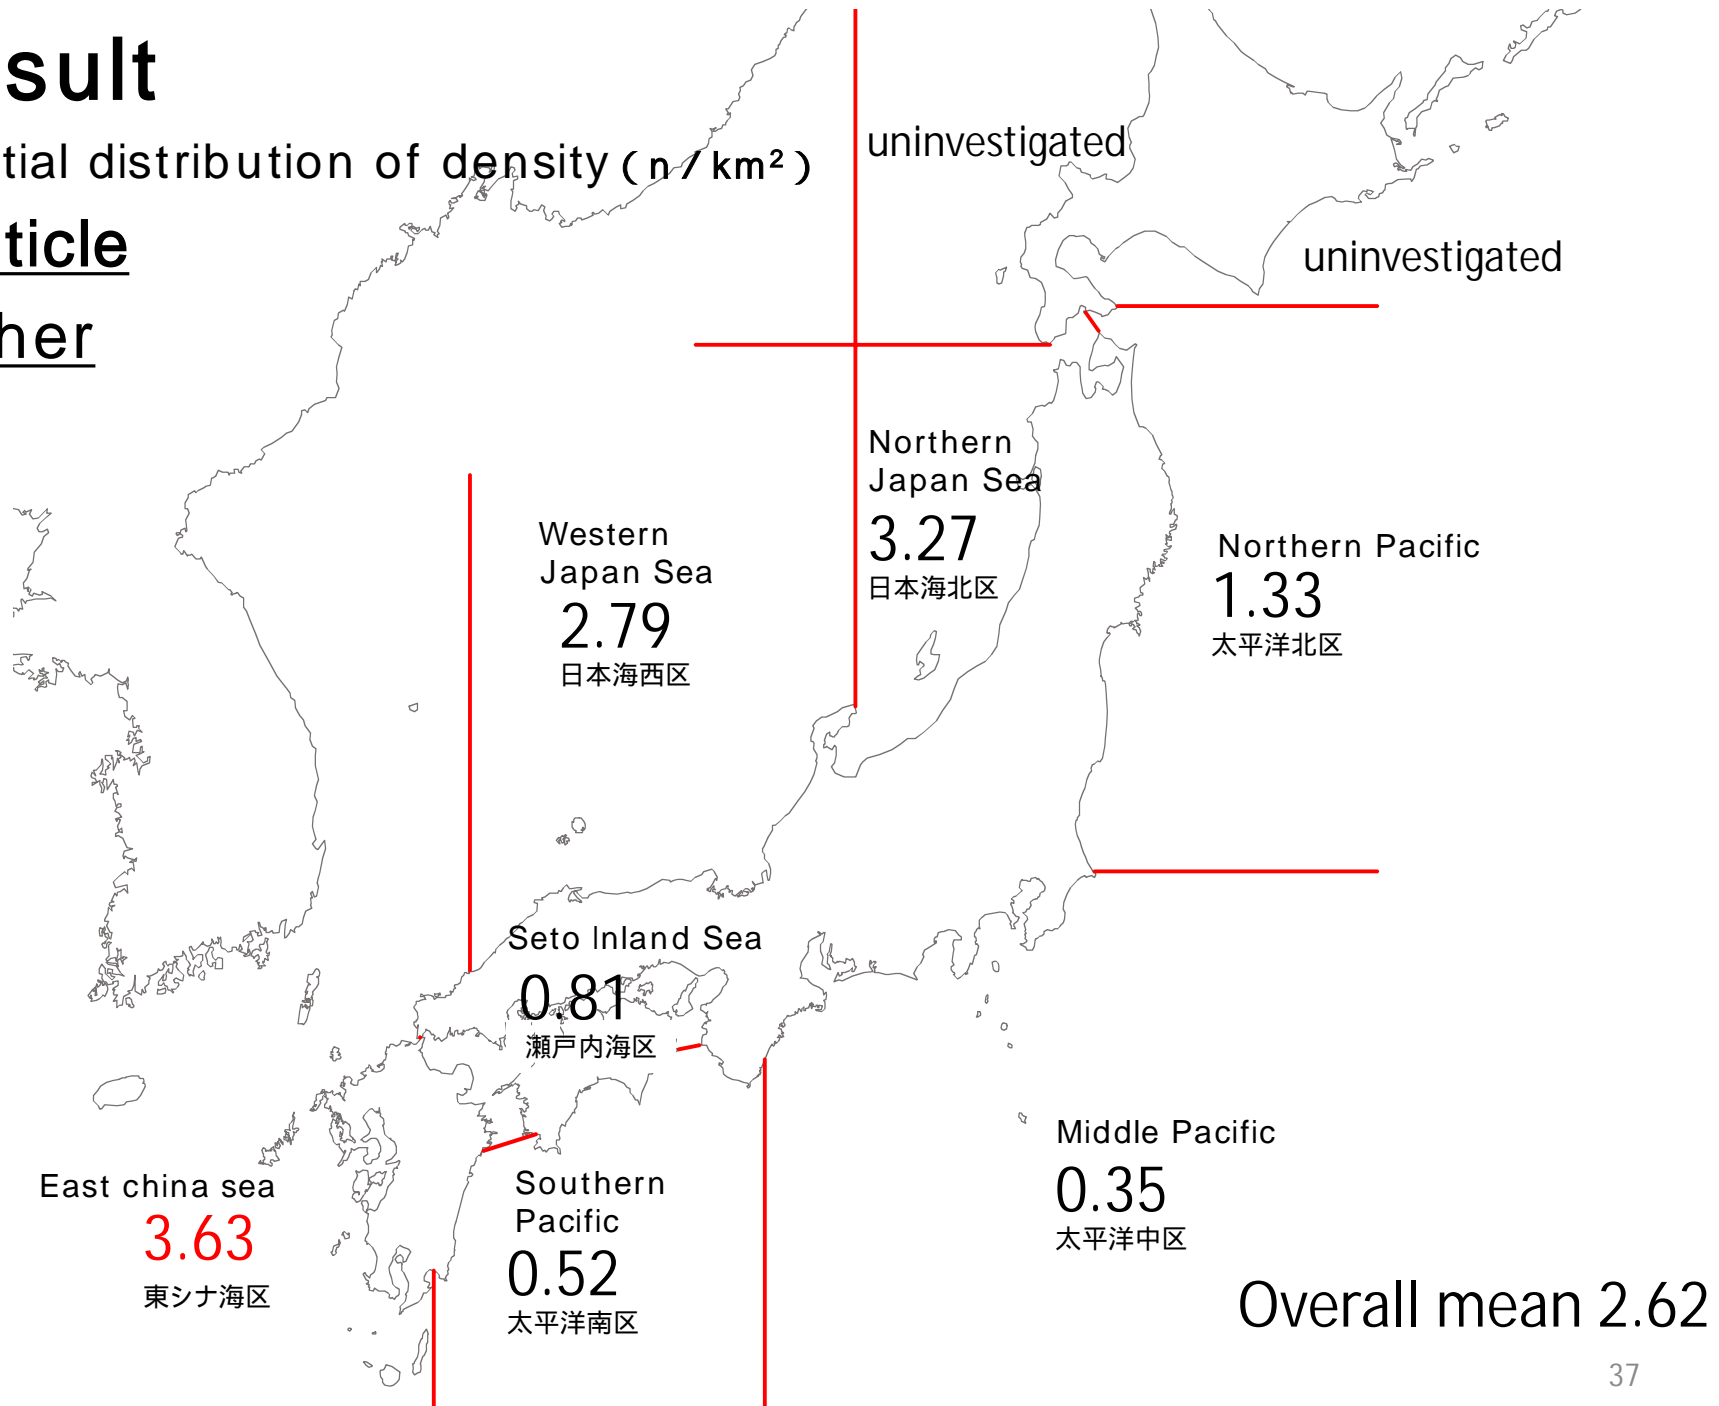 sult
tial distribution of density(n/km²)
ticle
her
uninvestigated
uninvestigated
Northern
Japan Sea
3.27
日本海北区
Western
Japan Sea
2.79
日本海西区
Northern Pacific
1.33
太平洋北区
Seto Inland Sea
0.81
瀬戸内海区
East china sea
3.63
東シナ海区
Southern
Pacific
0.52
太平洋南区
Middle Pacific
0.35
太平洋中区
Overall mean 2.62
37